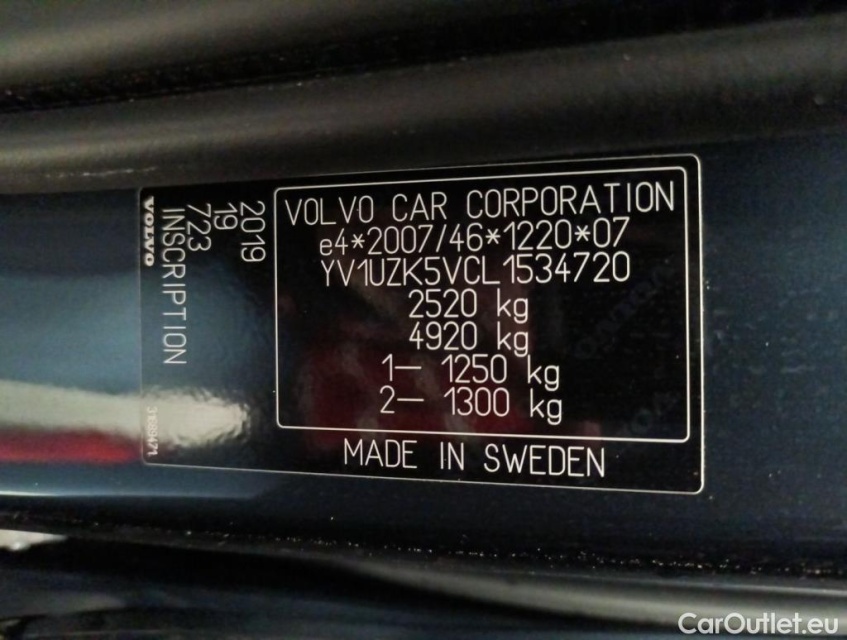 VOLVO CAR CORPORATION
e4*2007/46*1220*07
YV1UZK5VCL1534720
2520 kg
4920 kg
1— 1250 kg
2— 1300 kg
MADE IN SWEDEN
2019
19
723
INSCRIPTION
VOLVO
CarOutlet.eu